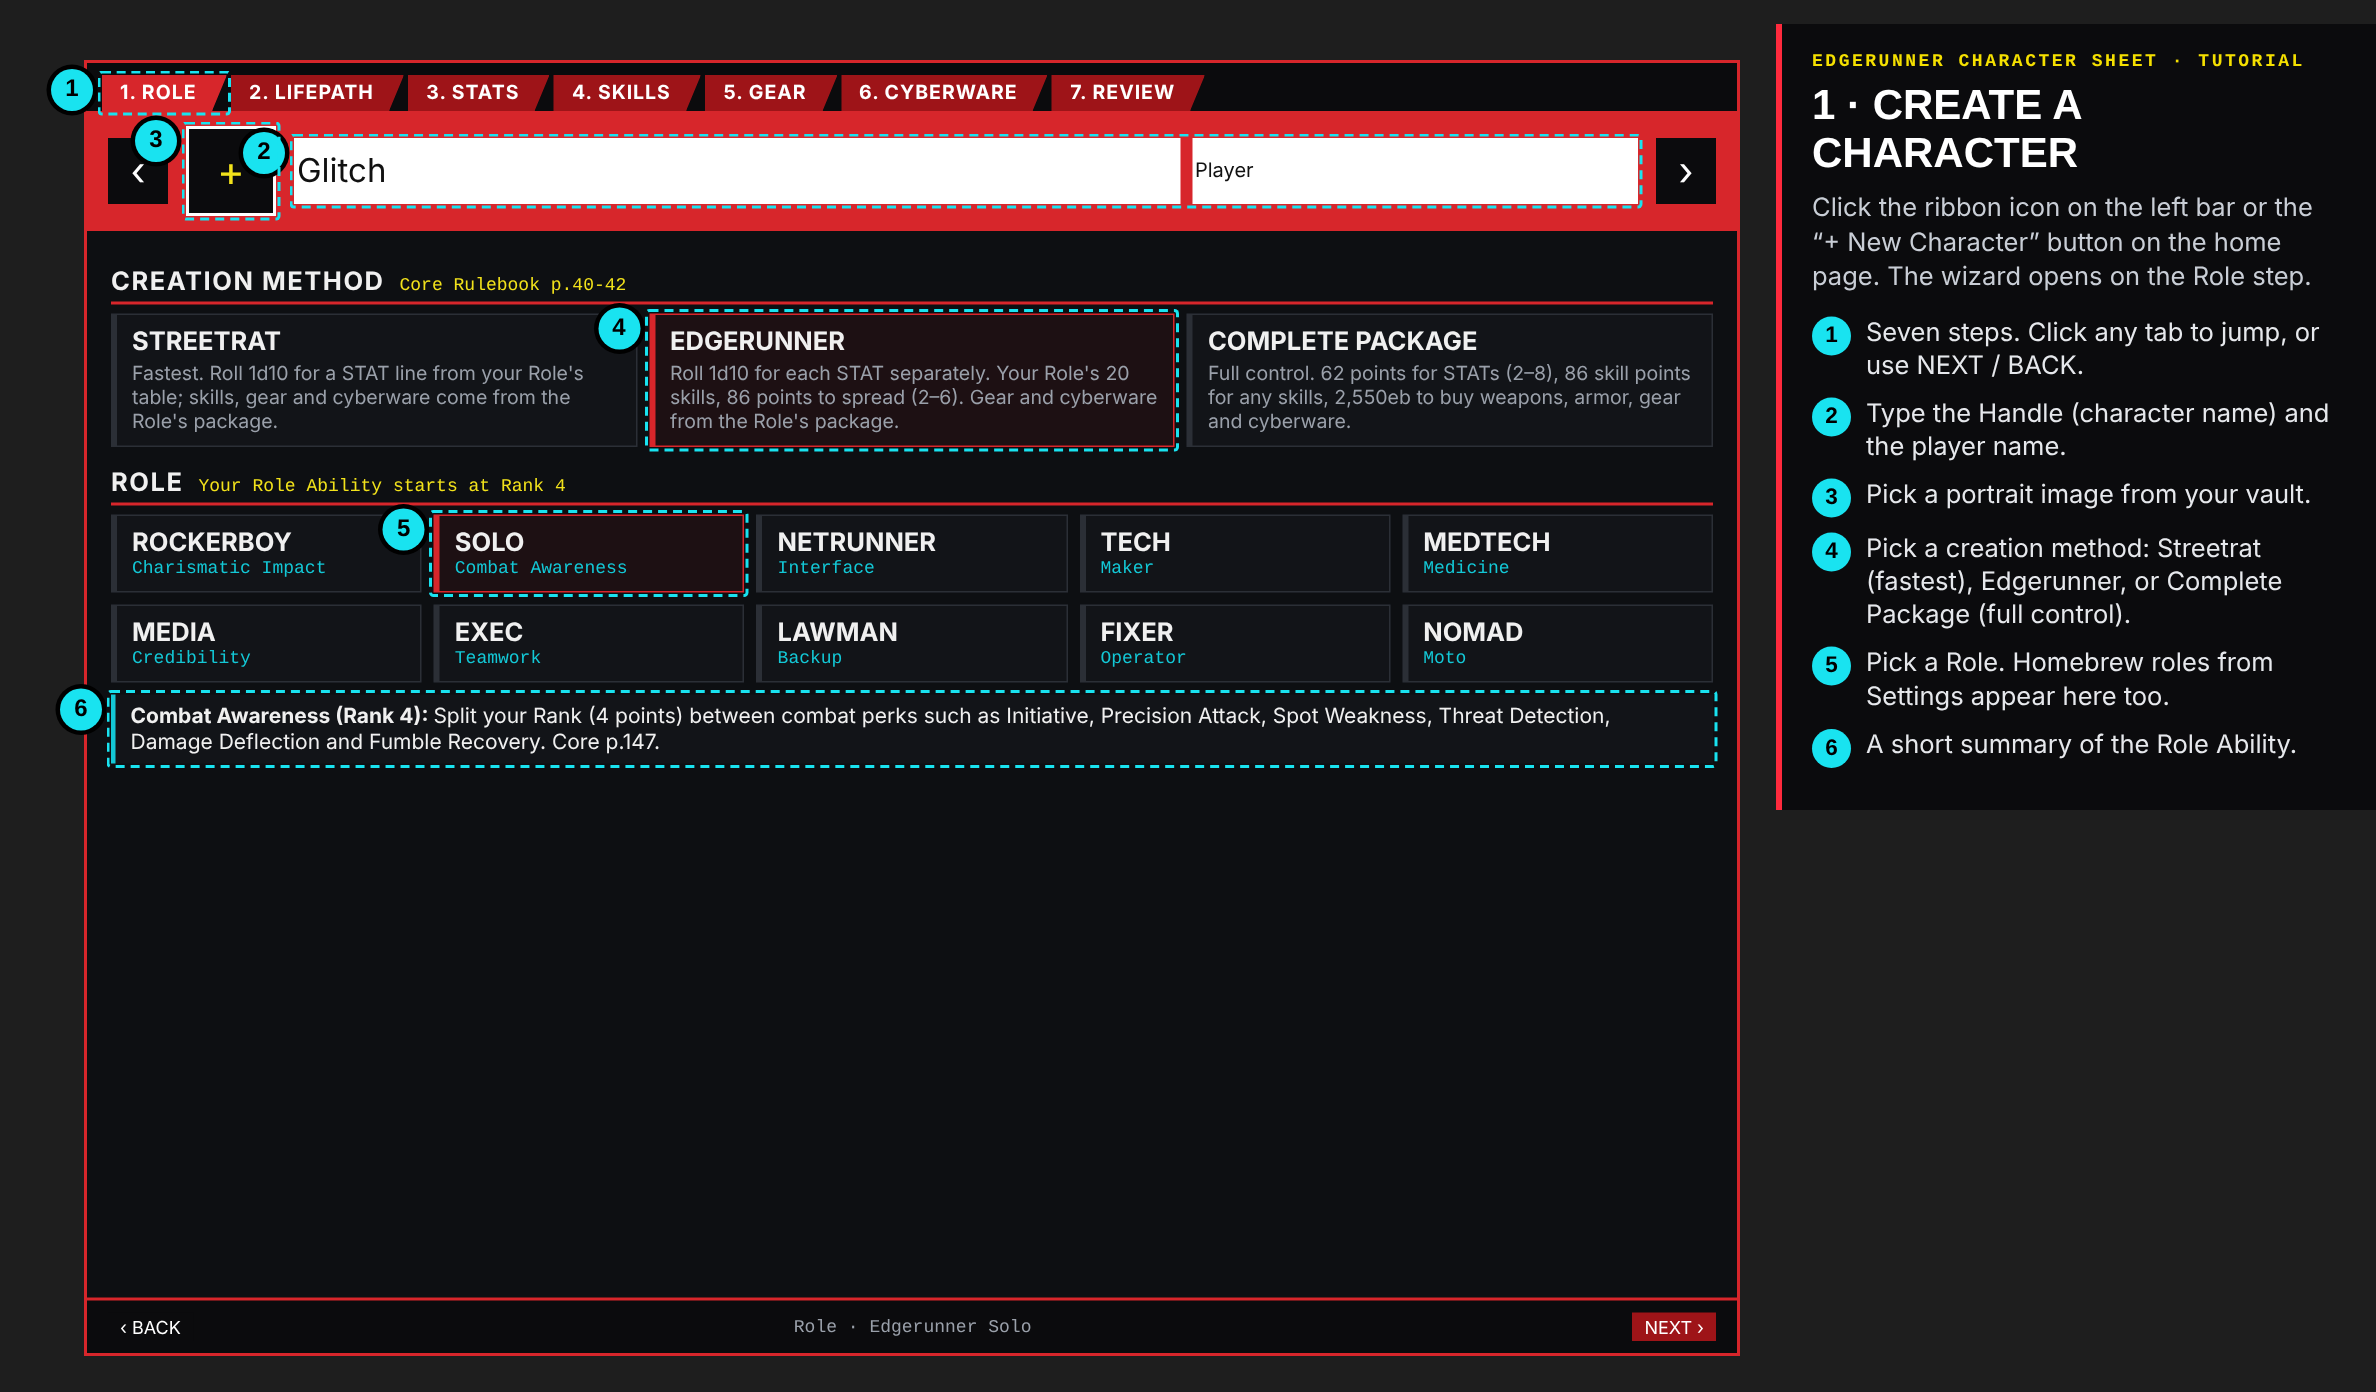 1
1. ROLE
2. LIFEPATH
3. STATS
4. SKILLS
5. GEAR
6. CYBERWARE
7. REVIEW
‹
3
+
2
Glitch
Player
›
CREATION METHOD Core Rulebook p.40-42
STREETRAT
Fastest. Roll 1d10 for a STAT line from your Role's
table; skills, gear and cyberware come from the
Role's package.
4
EDGERUNNER
Roll 1d10 for each STAT separately. Your Role's 20
skills, 86 points to spread (2–6). Gear and cyberware
from the Role's package.
COMPLETE PACKAGE
Full control. 62 points for STATs (2–8), 86 skill points
for any skills, 2,550eb to buy weapons, armor, gear
and cyberware.
ROLE Your Role Ability starts at Rank 4
ROCKERBOY
Charismatic Impact
5
SOLO
Combat Awareness
NETRUNNER
Interface
TECH
Maker
MEDTECH
Medicine
MEDIA
Credibility
EXEC
Teamwork
LAWMAN
Backup
FIXER
Operator
NOMAD
Moto
6
Combat Awareness (Rank 4): Split your Rank (4 points) between combat perks such as Initiative, Precision Attack, Spot Weakness, Threat Detection,
Damage Deflection and Fumble Recovery. Core p.147.
‹ BACK
Role · Edgerunner Solo
NEXT ›
EDGERUNNER CHARACTER SHEET · TUTORIAL
1 · CREATE A
CHARACTER
Click the ribbon icon on the left bar or the
“+ New Character” button on the home
page. The wizard opens on the Role step.
1 Seven steps. Click any tab to jump, or
use NEXT / BACK.
2 Type the Handle (character name) and
the player name.
3 Pick a portrait image from your vault.
4 Pick a creation method: Streetrat
(fastest), Edgerunner, or Complete
Package (full control).
5 Pick a Role. Homebrew roles from
Settings appear here too.
6 A short summary of the Role Ability.